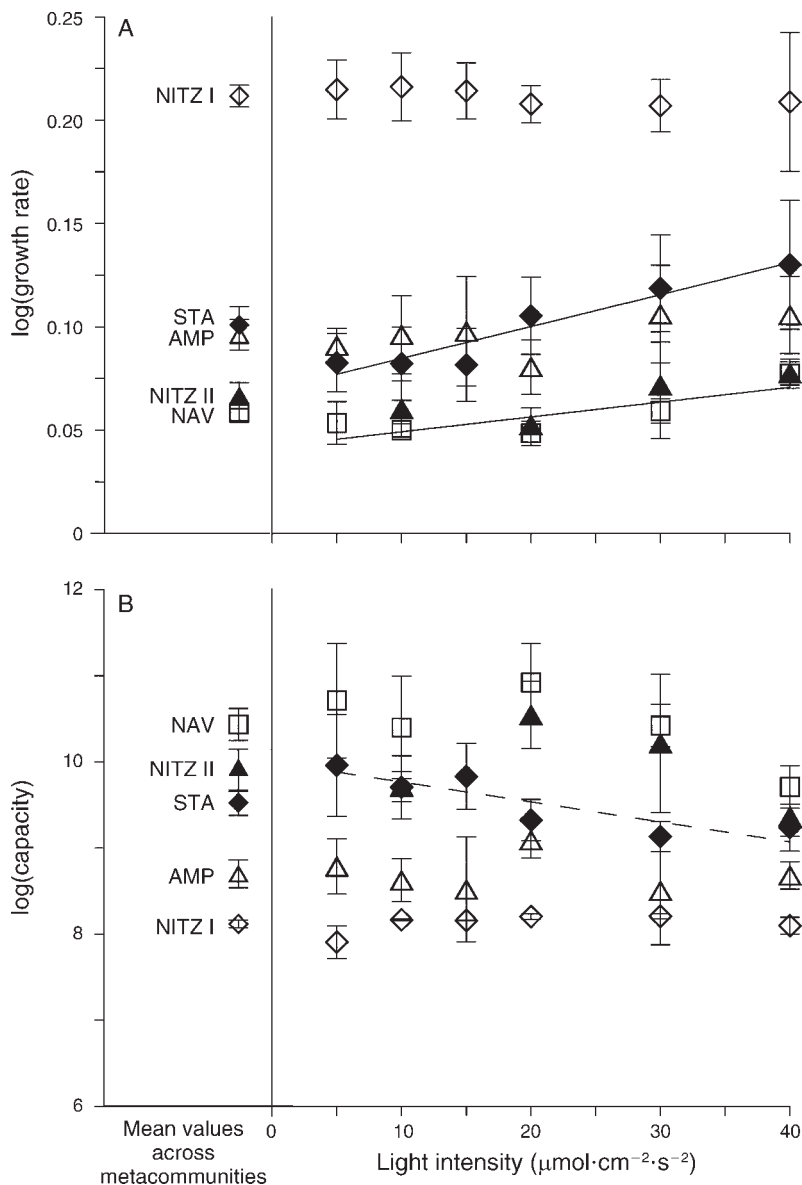 A
0.25
0.20
0.15
0.10
0.05
0
log(growth rate)
NITZ I
STA
AMP
NITZ II
NAV
B
12
10
8
6
log(capacity)
NAV
NITZ II
STA
AMP
NITZ I
Mean values
across
metacommunities
0 10 20 30 40
Light intensity (μmol·cm⁻²·s⁻²)